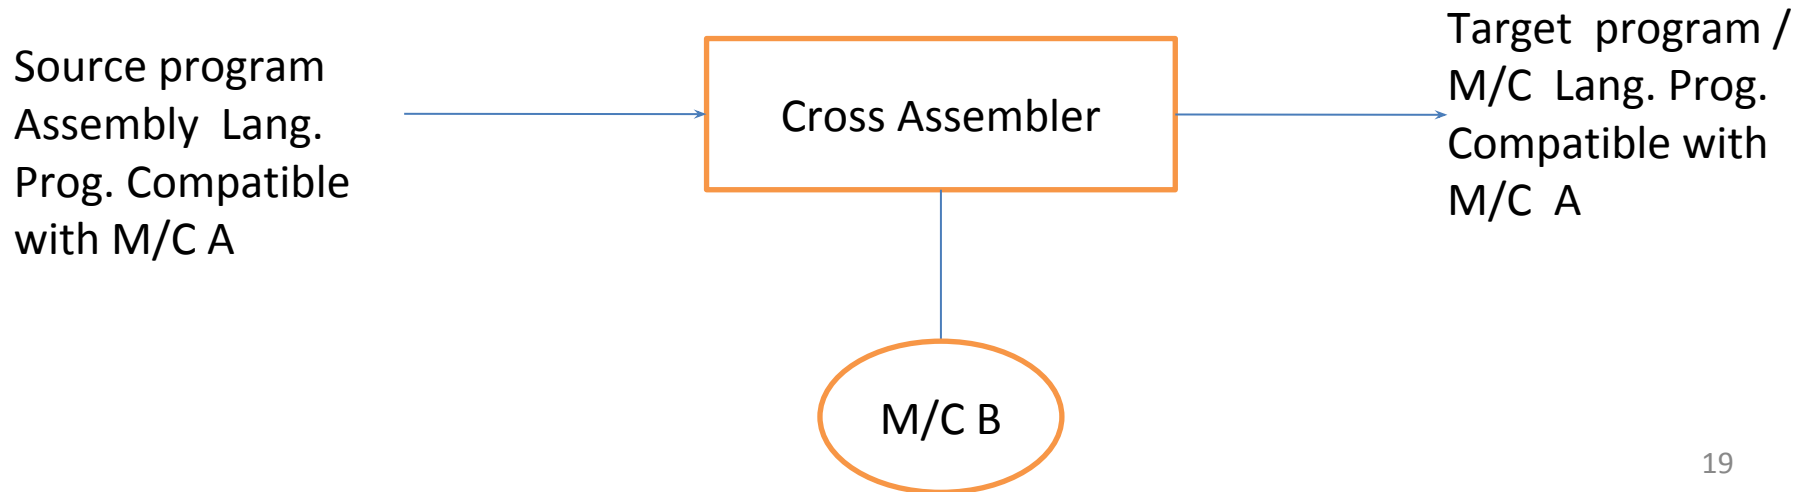 Source program
Assembly Lang.
Prog. Compatible
with M/C A
Cross Assembler
Target program /
M/C Lang. Prog.
Compatible with
M/C A
M/C B
19